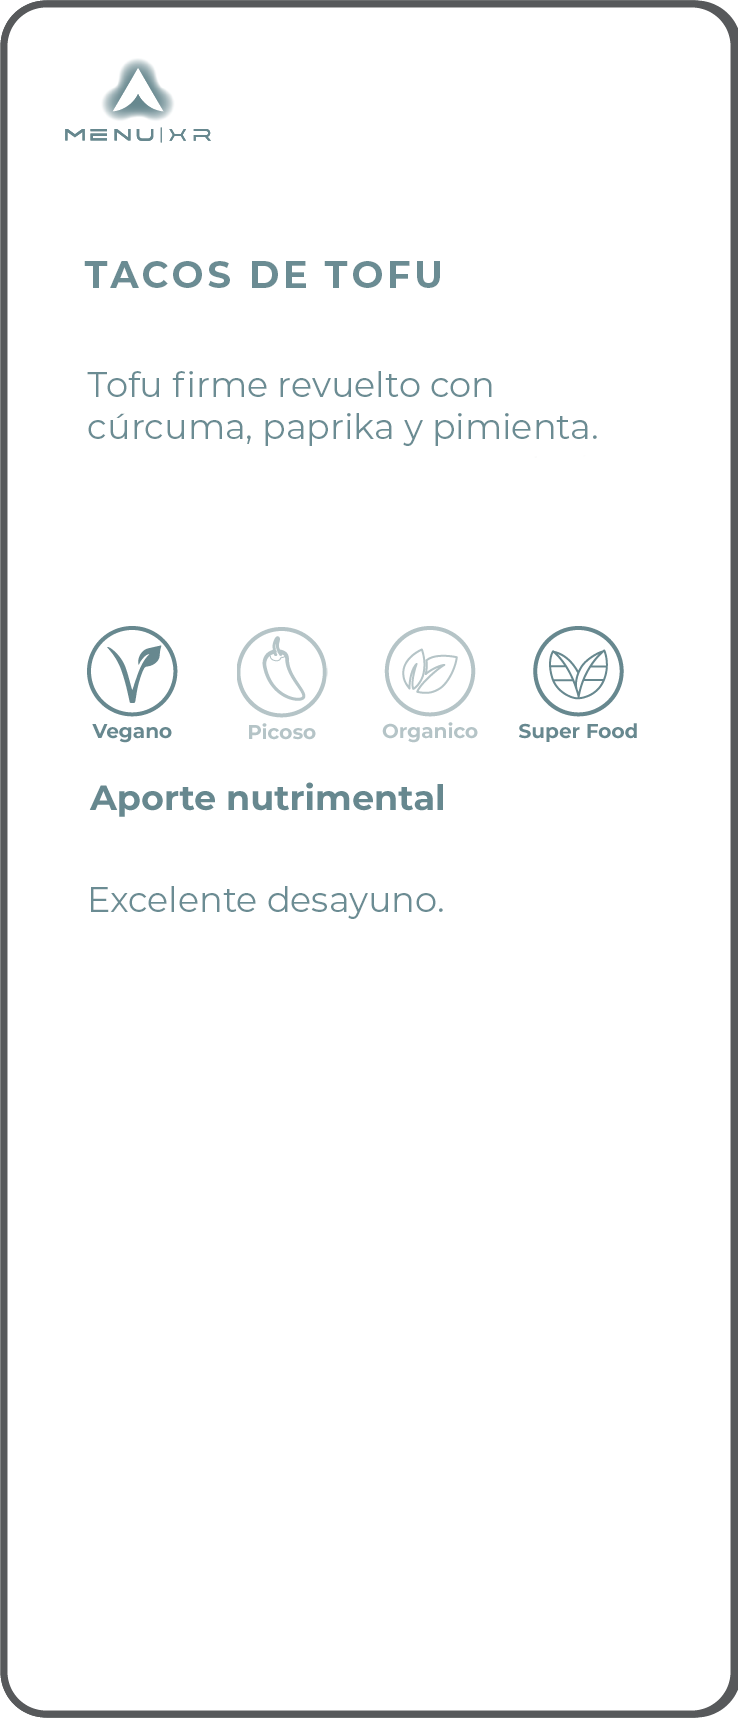 MENU|XR
TACOS DE TOFU
Tofu firme revuelto con
cúrcuma, paprika y pimienta.
Vegano Picoso Organico Super Food
Aporte nutrimental
Excelente desayuno.